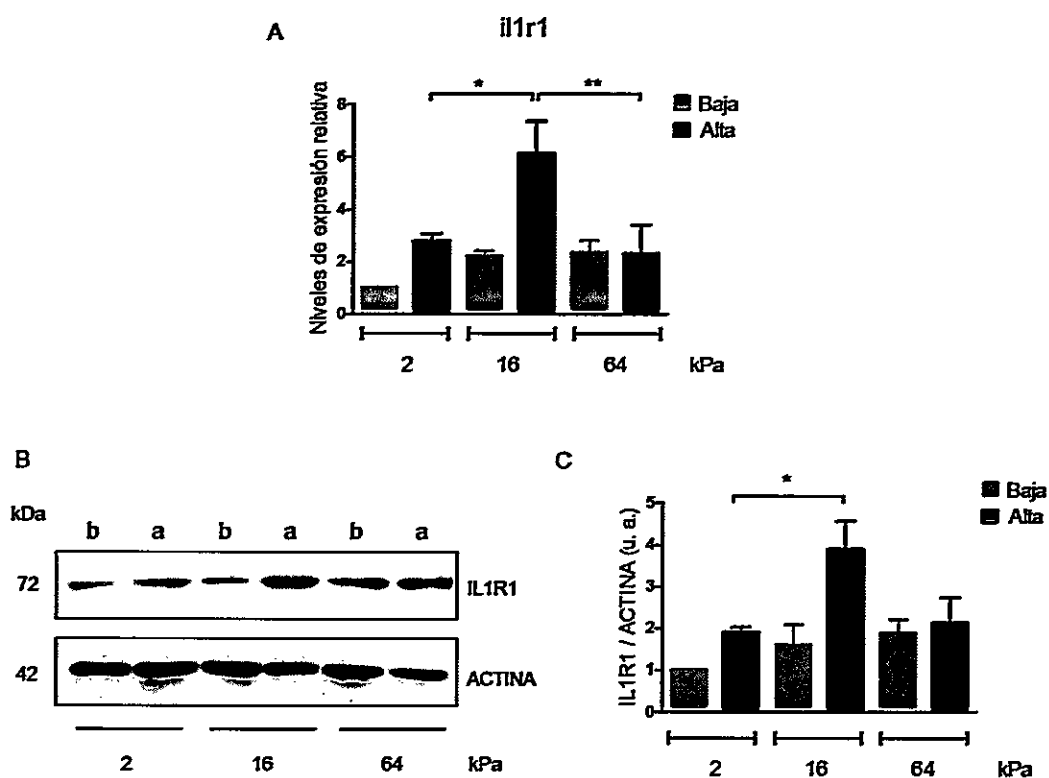 A
il1r1
* **
Baja
Alta
Niveles de expresión relativa
8
6
4
2
0
2 16 64 kPa
B
kDa
b a b a b a
72 IL1R1
42 ACTINA
2 16 64 kPa
C
*
Baja
Alta
IL1R1 / ACTINA (u. a.)
5
4
3
2
1
0
2 16 64 kPa